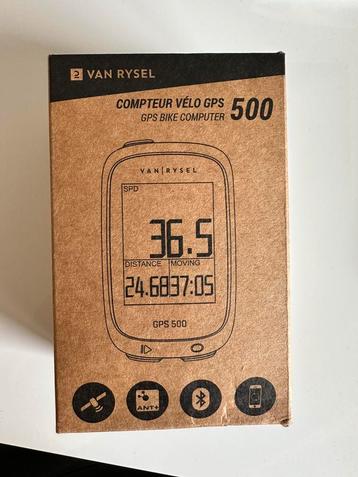 2 VAN RYSEL
COMPTEUR VÉLO GPS 500
GPS BIKE COMPUTER
VAN|RYSEL
SPD
36.5
DISTANCE MOVING
24.68 37:05
GPS 500
ANT+